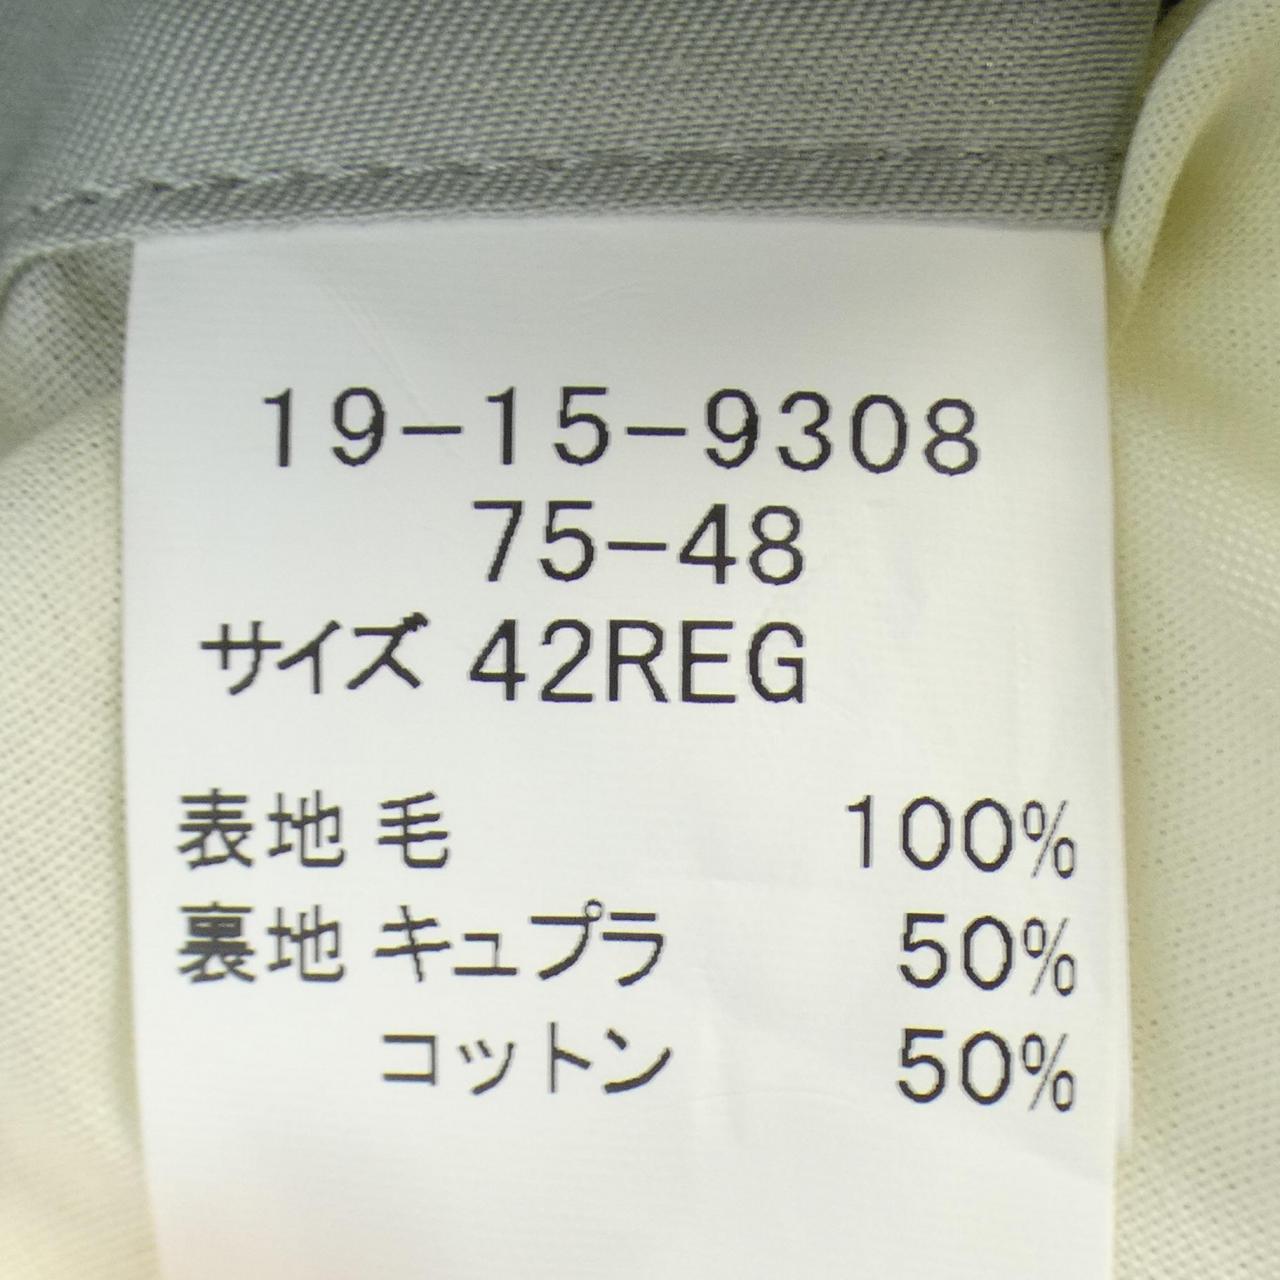 19-15-9308
75-48
サイズ 42REG
表地 毛 100%
裏地 キュプラ 50%
コットン 50%